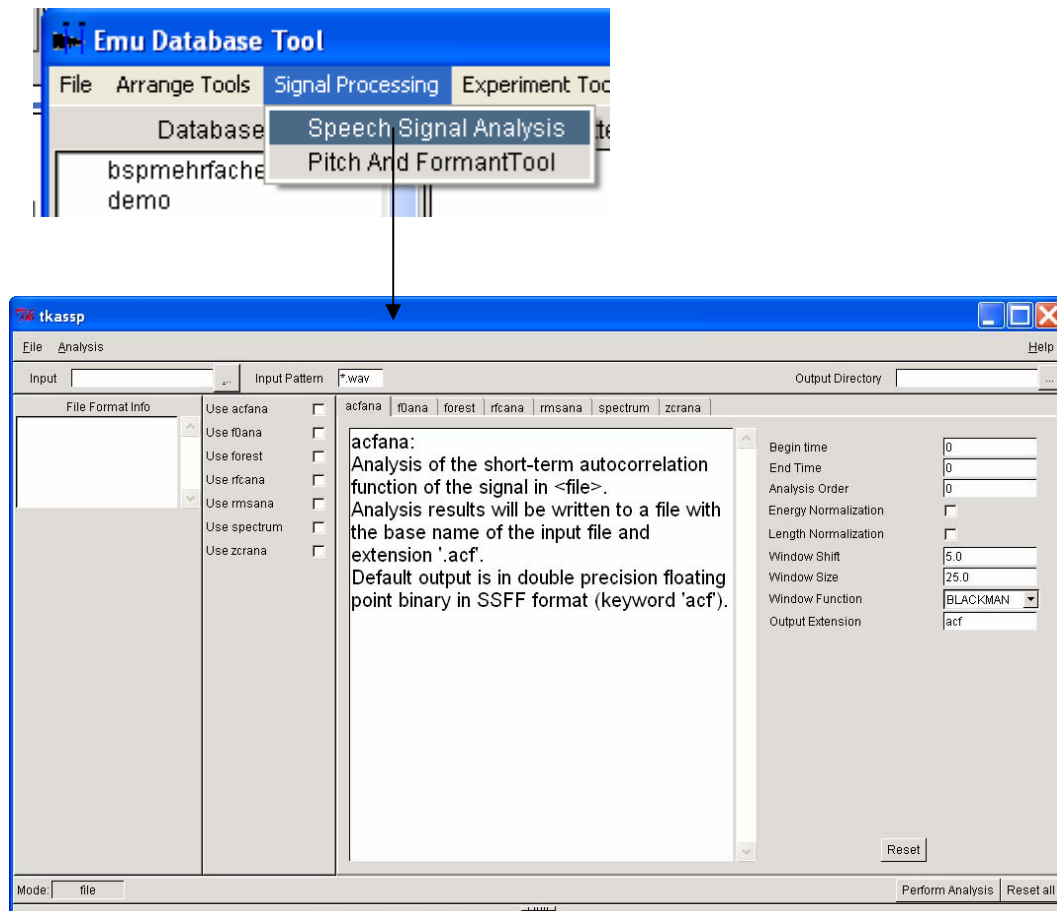 Emu Database Tool
File Arrange Tools Signal Processing Experiment Too
Database
Speech Signal Analysis
bspmehrfache
Pitch And FormantTool
demo
tkassp
File Analysis Help
Input ... Input Pattern *.wav Output Directory ...
File Format Info
Use acfana
Use f0ana
Use forest
Use rfcana
Use rmsana
Use spectrum
Use zcrana
acfana f0ana forest rfcana rmsana spectrum zcrana
acfana:
Analysis of the short-term autocorrelation
function of the signal in <file>.
Analysis results will be written to a file with
the base name of the input file and
extension '.acf'.
Default output is in double precision floating
point binary in SSFF format (keyword 'acf').
Begin time 0
End Time 0
Analysis Order 0
Energy Normalization
Length Normalization
Window Shift 5.0
Window Size 25.0
Window Function BLACKMAN
Output Extension acf
Reset
Mode: file Perform Analysis Reset all